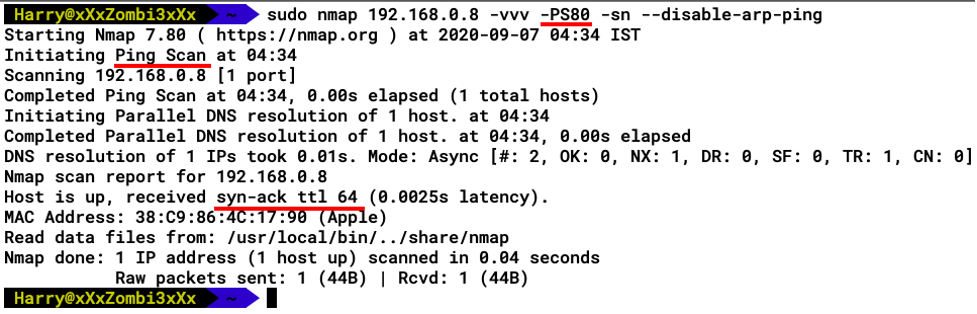 Harry@xXxZombi3xXx ~ sudo nmap 192.168.0.8 -vvv -PS80 -sn --disable-arp-ping
Starting Nmap 7.80 ( https://nmap.org ) at 2020-09-07 04:34 IST
Initiating Ping Scan at 04:34
Scanning 192.168.0.8 [1 port]
Completed Ping Scan at 04:34, 0.00s elapsed (1 total hosts)
Initiating Parallel DNS resolution of 1 host. at 04:34
Completed Parallel DNS resolution of 1 host. at 04:34, 0.00s elapsed
DNS resolution of 1 IPs took 0.01s. Mode: Async [#: 2, OK: 0, NX: 1, DR: 0, SF: 0, TR: 1, CN: 0]
Nmap scan report for 192.168.0.8
Host is up, received syn-ack ttl 64 (0.0025s latency).
MAC Address: 38:C9:86:4C:17:90 (Apple)
Read data files from: /usr/local/bin/../share/nmap
Nmap done: 1 IP address (1 host up) scanned in 0.04 seconds
Raw packets sent: 1 (44B) | Rcvd: 1 (44B)
Harry@xXxZombi3xXx ~